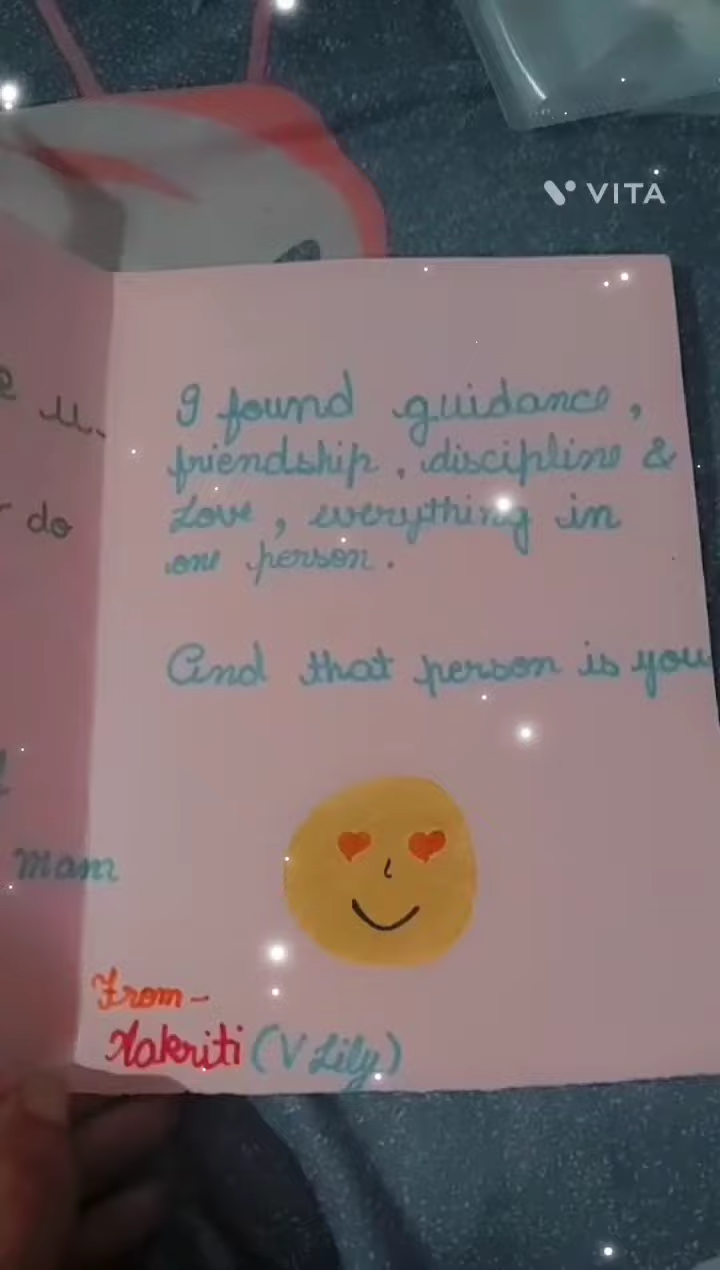 VITA
u.
do
mam
I found guidance,
friendship, discipline &
Love, everything in
one person.
And that person is you
From-
Aakriti (V Lily)